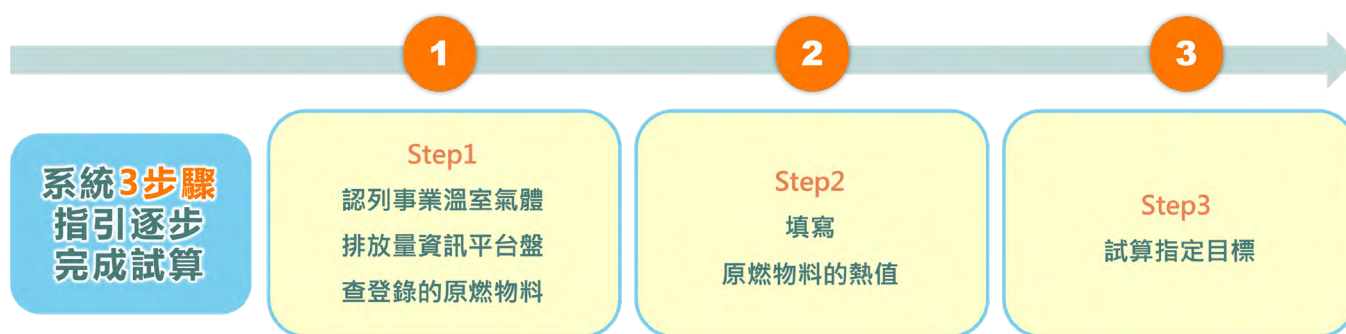 1
2
3
系統3步驟
指引逐步
完成試算
Step1
認列事業溫室氣體
排放量資訊平台盤
查登錄的原燃物料
Step2
填寫
原燃物料的熱值
Step3
試算指定目標